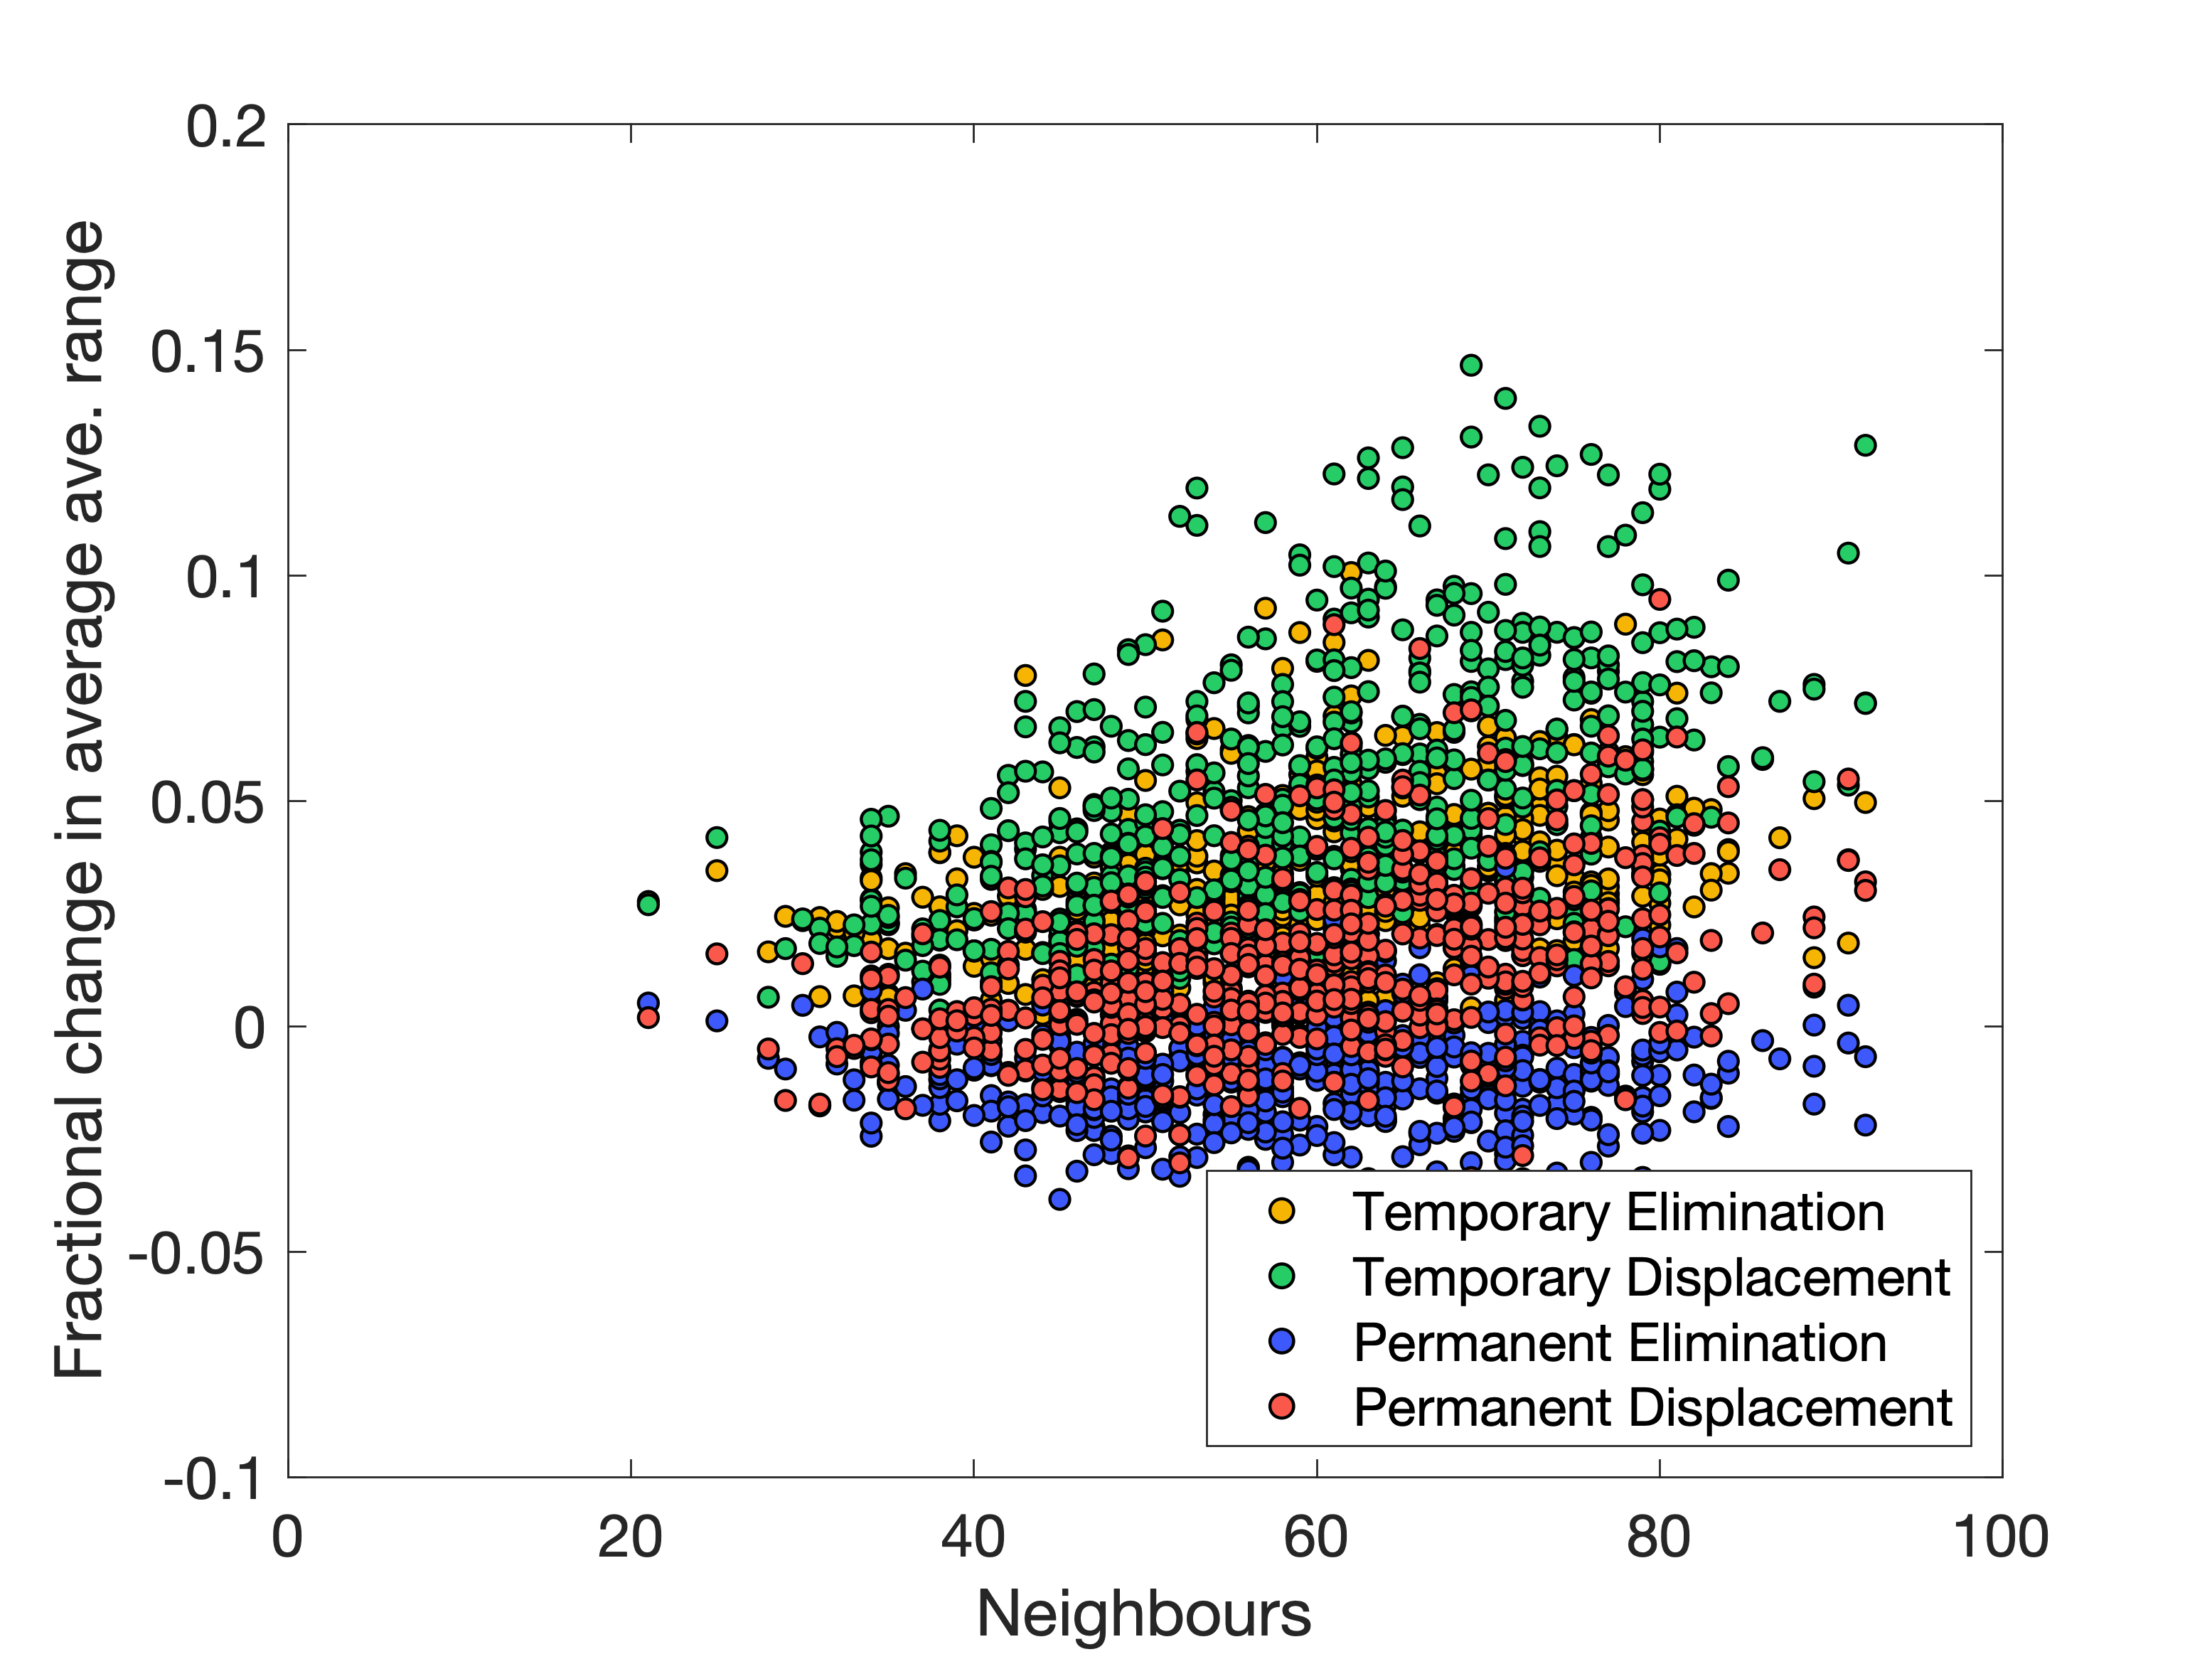 0.2
0.15
0.1
0.05
0
-0.05
-0.1
Fractional change in average ave. range
0
20
40
60
80
100
Neighbours
Temporary Elimination
Temporary Displacement
Permanent Elimination
Permanent Displacement